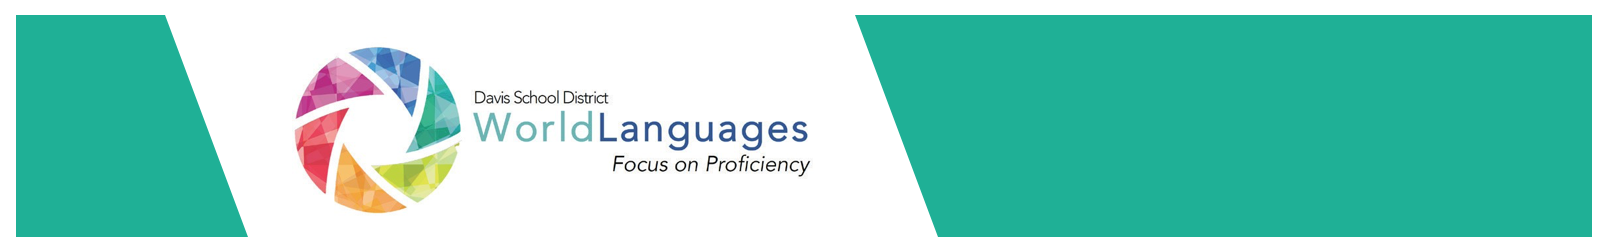 Davis School District
WorldLanguages
Focus on Proficiency